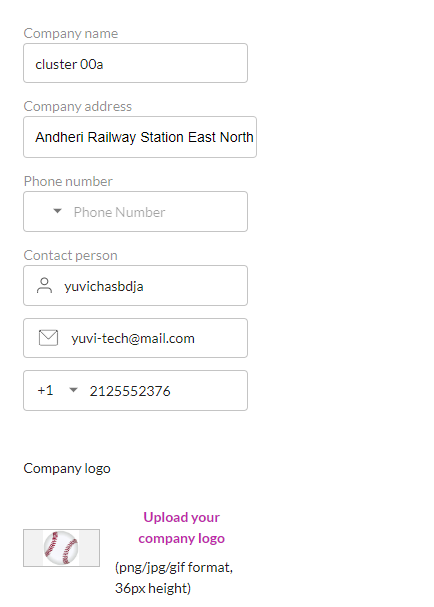 Company name
cluster 00a
Company address
Andheri Railway Station East North
Phone number
Phone Number
Contact person
yuvichasbdja
yuvi-tech@mail.com
+1 2125552376
Company logo
Upload your
company logo
(png/jpg/gif format,
36px height)